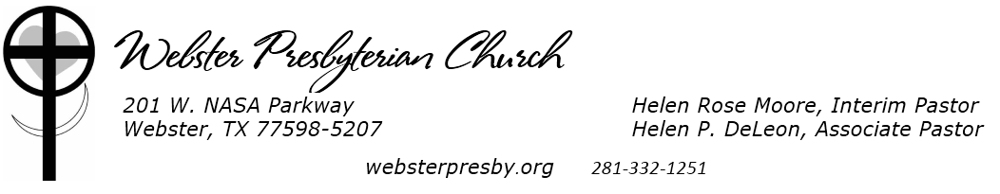 Webster Presbyterian Church
201 W. NASA Parkway
Webster, TX 77598-5207
Helen Rose Moore, Interim Pastor
Helen P. DeLeon, Associate Pastor
websterpresby.org 281-332-1251